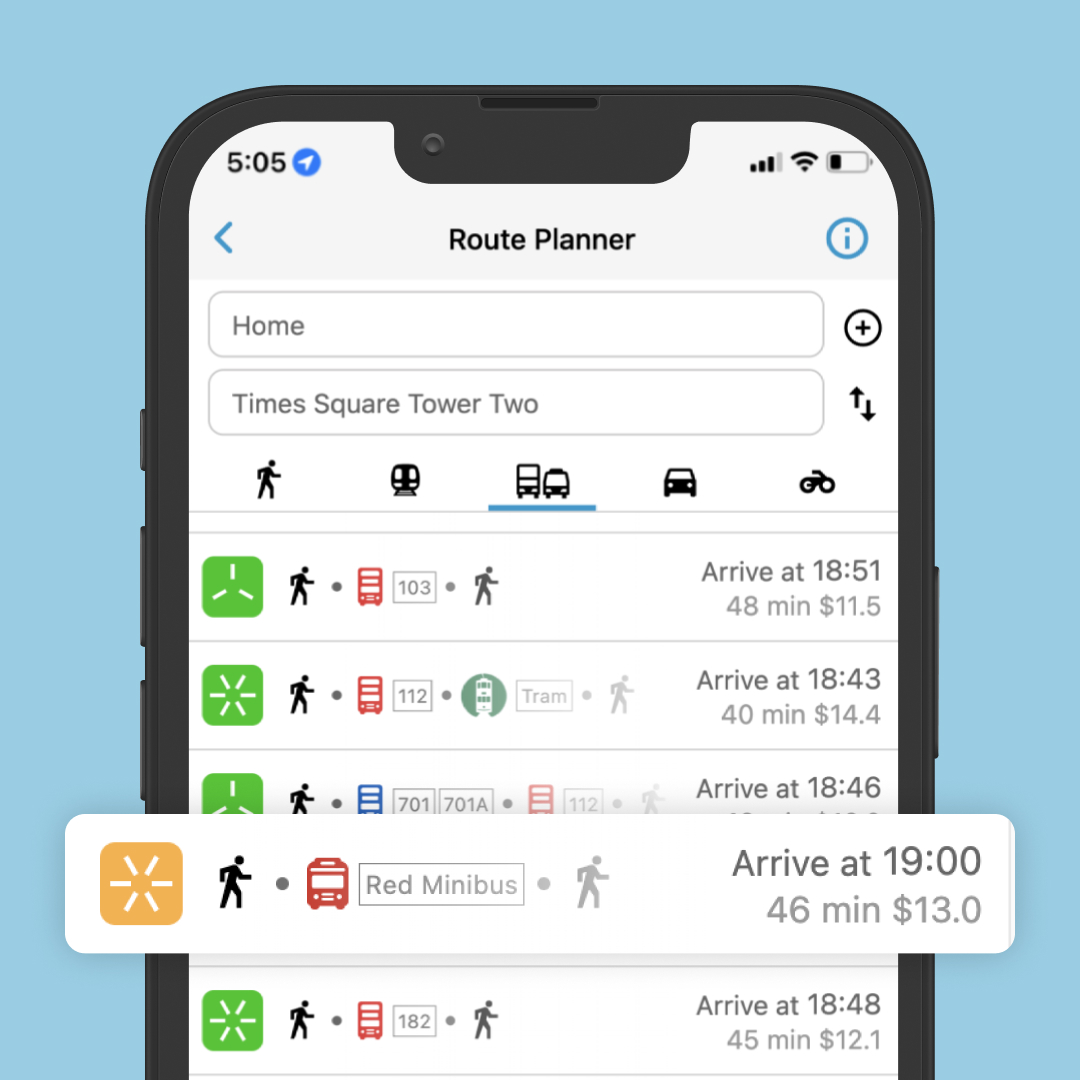 5:05
Route Planner
Home
Times Square Tower Two
103
Arrive at 18:51
48 min $11.5
112
Tram
Arrive at 18:43
40 min $14.4
701 701A
112
Arrive at 18:46
Red Minibus
Arrive at 19:00
46 min $13.0
182
Arrive at 18:48
45 min $12.1